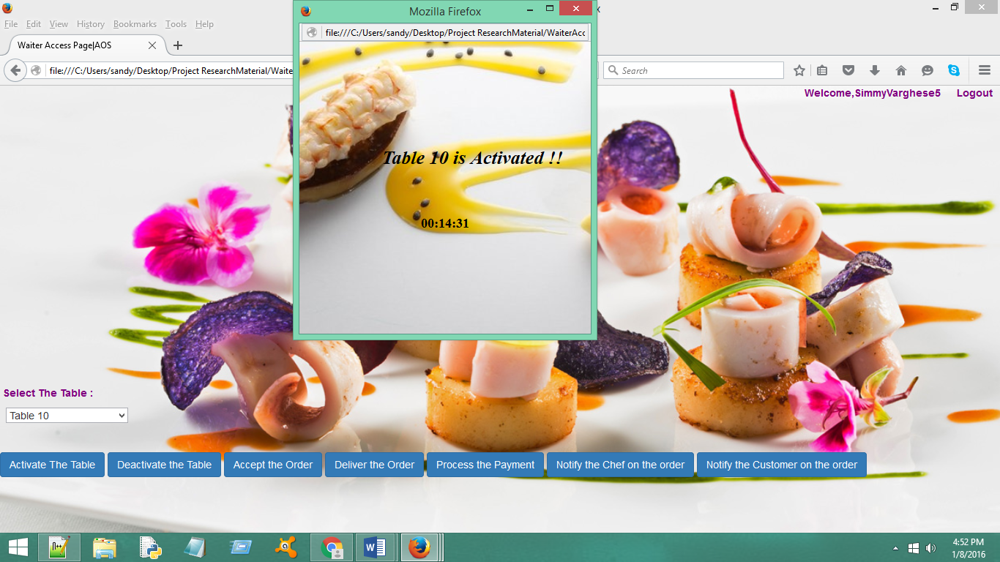 Mozilla Firefox
file:///C:/Users/sandy/Desktop/Project ResearchMaterial/WaiterAcc
File Edit View History Bookmarks Tools Help
Waiter Access Page|AOS
file:///C:/Users/sandy/Desktop/Project ResearchMaterial/Waite
Search
Welcome,SimmyVarghese5 Logout
Table 10 is Activated !!
00:14:31
Select The Table :
Table 10
Activate The Table Deactivate the Table Accept the Order Deliver the Order Process the Payment Notify the Chef on the order Notify the Customer on the order
4:52 PM
1/8/2016